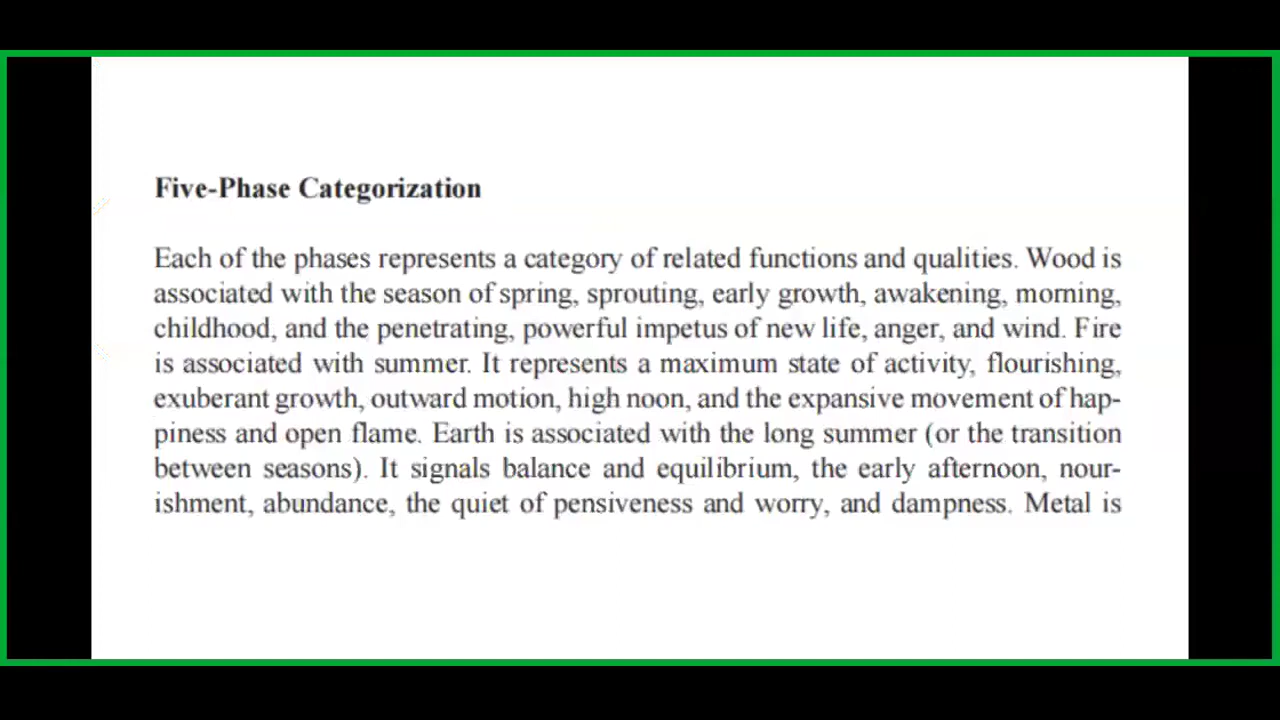 Five-Phase Categorization
Each of the phases represents a category of related functions and qualities. Wood is
associated with the season of spring, sprouting, early growth, awakening, morning,
childhood, and the penetrating, powerful impetus of new life, anger, and wind. Fire
is associated with summer. It represents a maximum state of activity, flourishing,
exuberant growth, outward motion, high noon, and the expansive movement of hap-
piness and open flame. Earth is associated with the long summer (or the transition
between seasons). It signals balance and equilibrium, the early afternoon, nour-
ishment, abundance, the quiet of pensiveness and worry, and dampness. Metal is